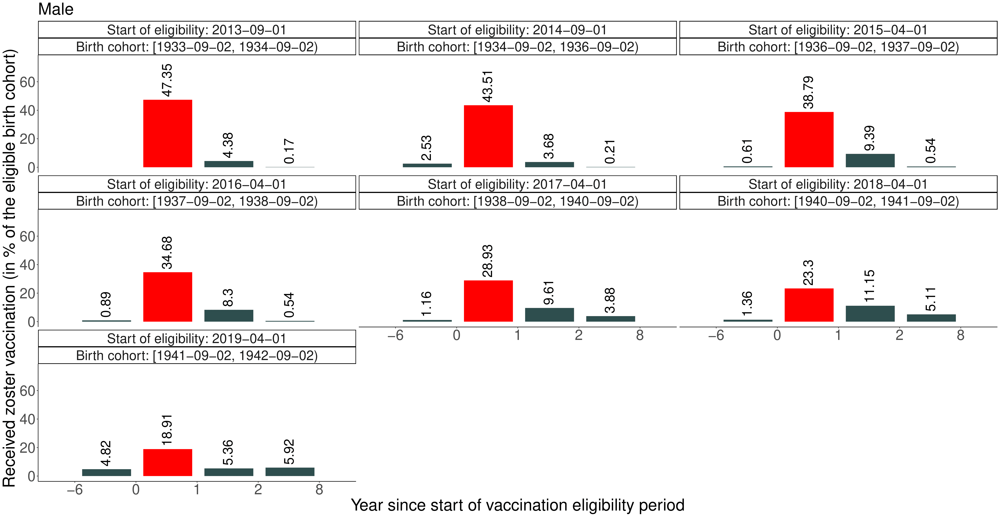 Male
Start of eligibility: 2013−09−01
Birth cohort: [1933−09−02, 1934−09−02)
Start of eligibility: 2014−09−01
Birth cohort: [1934−09−02, 1936−09−02)
Start of eligibility: 2015−04−01
Birth cohort: [1936−09−02, 1937−09−02)
Received zoster vaccination (in % of the eligible birth cohort)
60
40
20
0
47.35
4.38
0.17
2.53
43.51
3.68
0.21
0.61
38.79
9.39
0.54
Start of eligibility: 2016−04−01
Birth cohort: [1937−09−02, 1938−09−02)
Start of eligibility: 2017−04−01
Birth cohort: [1938−09−02, 1940−09−02)
Start of eligibility: 2018−04−01
Birth cohort: [1940−09−02, 1941−09−02)
60
40
20
0
0.89
34.68
8.3
0.54
1.16
28.93
9.61
3.88
1.36
23.3
11.15
5.11
−6 0 1 2 8
−6 0 1 2 8
Start of eligibility: 2019−04−01
Birth cohort: [1941−09−02, 1942−09−02)
60
40
20
0
4.82
18.91
5.36
5.92
−6 0 1 2 8
Year since start of vaccination eligibility period